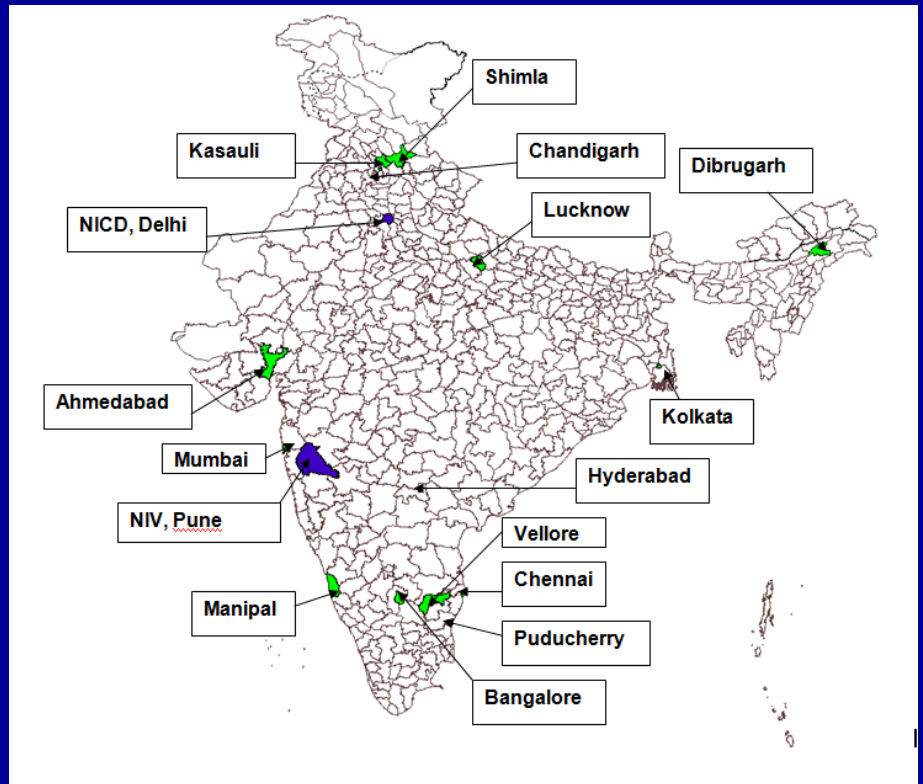 Shimla
Kasauli
Chandigarh
Dibrugarh
Lucknow
NICD, Delhi
Ahmedabad
Kolkata
Mumbai
Hyderabad
NIV, Pune
Vellore
Chennai
Manipal
Puducherry
Bangalore